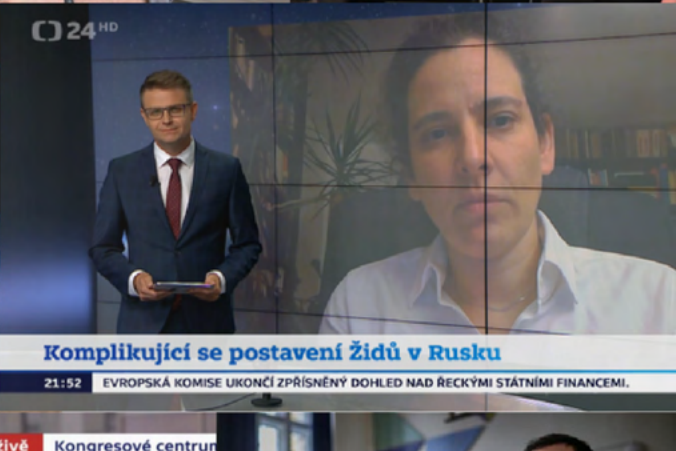 24 HD
Komplikující se postavení Židů v Rusku
21:52 EVROPSKÁ KOMISE UKONČÍ ZPŘÍSNĚNÝ DOHLED NAD ŘECKÝMI STÁTNÍMI FINANCEMI.
živě Kongresové centrum